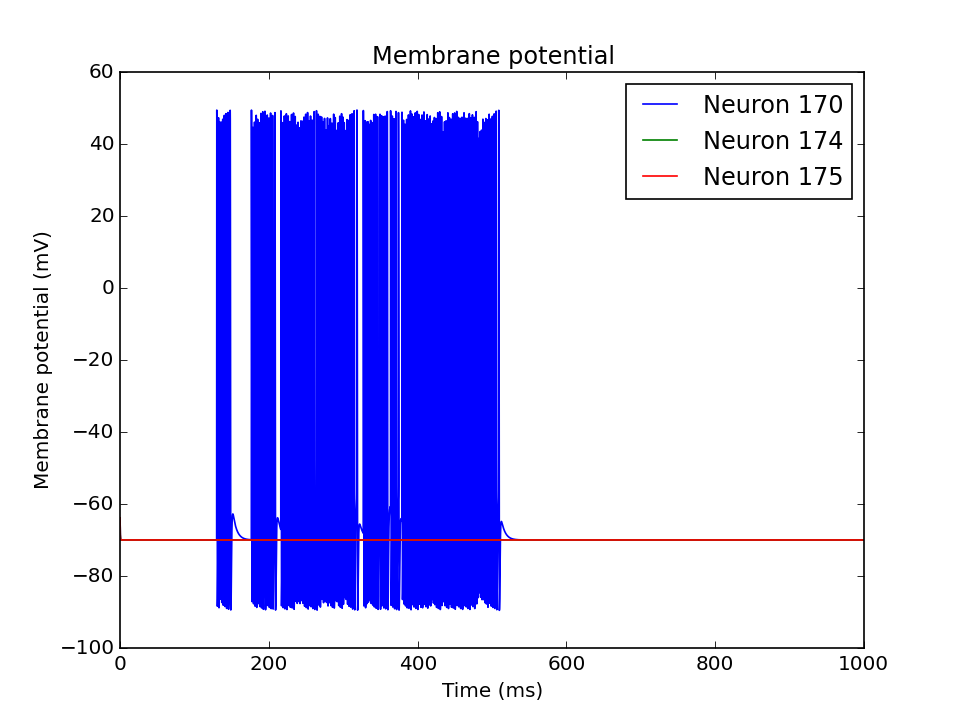 Membrane potential
60
40
20
0
−20
−40
−60
−80
−100
Membrane potential (mV)
Neuron 170
Neuron 174
Neuron 175
0 200 400 600 800 1000
Time (ms)